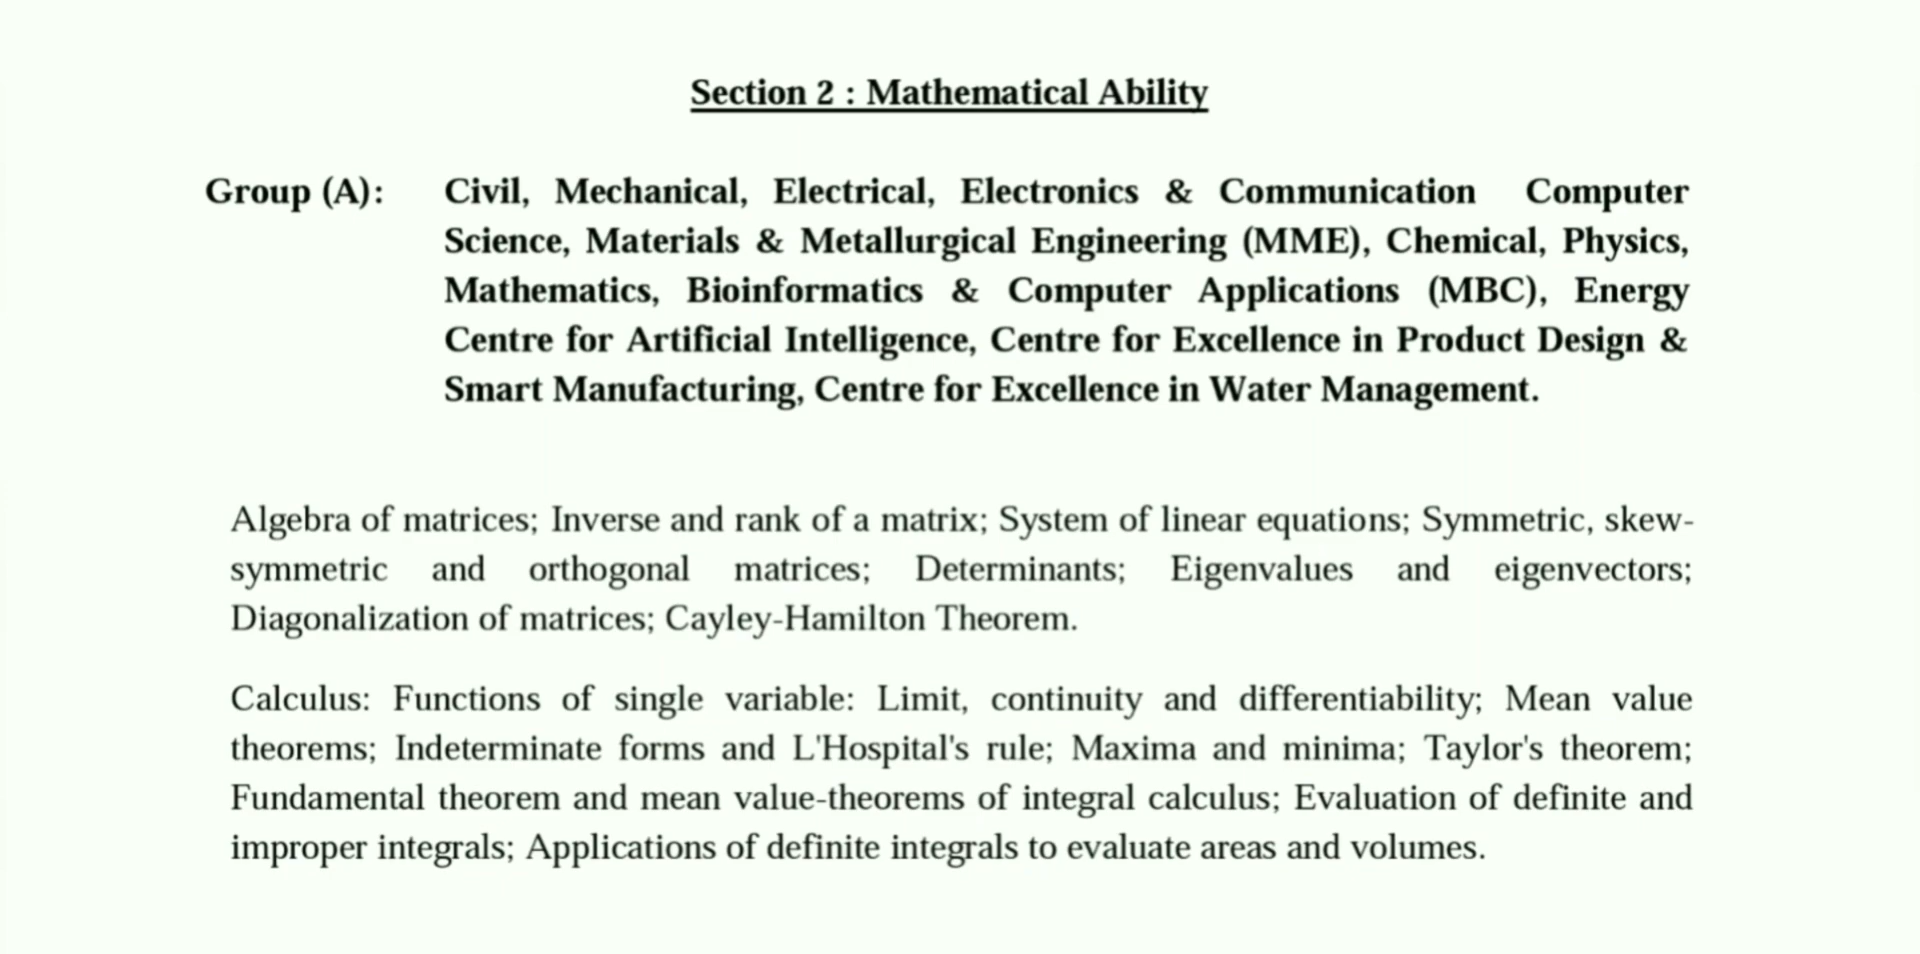 Section 2 : Mathematical Ability
Group (A): Civil, Mechanical, Electrical, Electronics & Communication Computer
Science, Materials & Metallurgical Engineering (MME), Chemical, Physics,
Mathematics, Bioinformatics & Computer Applications (MBC), Energy
Centre for Artificial Intelligence, Centre for Excellence in Product Design &
Smart Manufacturing, Centre for Excellence in Water Management.
Algebra of matrices; Inverse and rank of a matrix; System of linear equations; Symmetric, skew-
symmetric and orthogonal matrices; Determinants; Eigenvalues and eigenvectors;
Diagonalization of matrices; Cayley-Hamilton Theorem.
Calculus: Functions of single variable: Limit, continuity and differentiability; Mean value
theorems; Indeterminate forms and L'Hospital's rule; Maxima and minima; Taylor's theorem;
Fundamental theorem and mean value-theorems of integral calculus; Evaluation of definite and
improper integrals; Applications of definite integrals to evaluate areas and volumes.